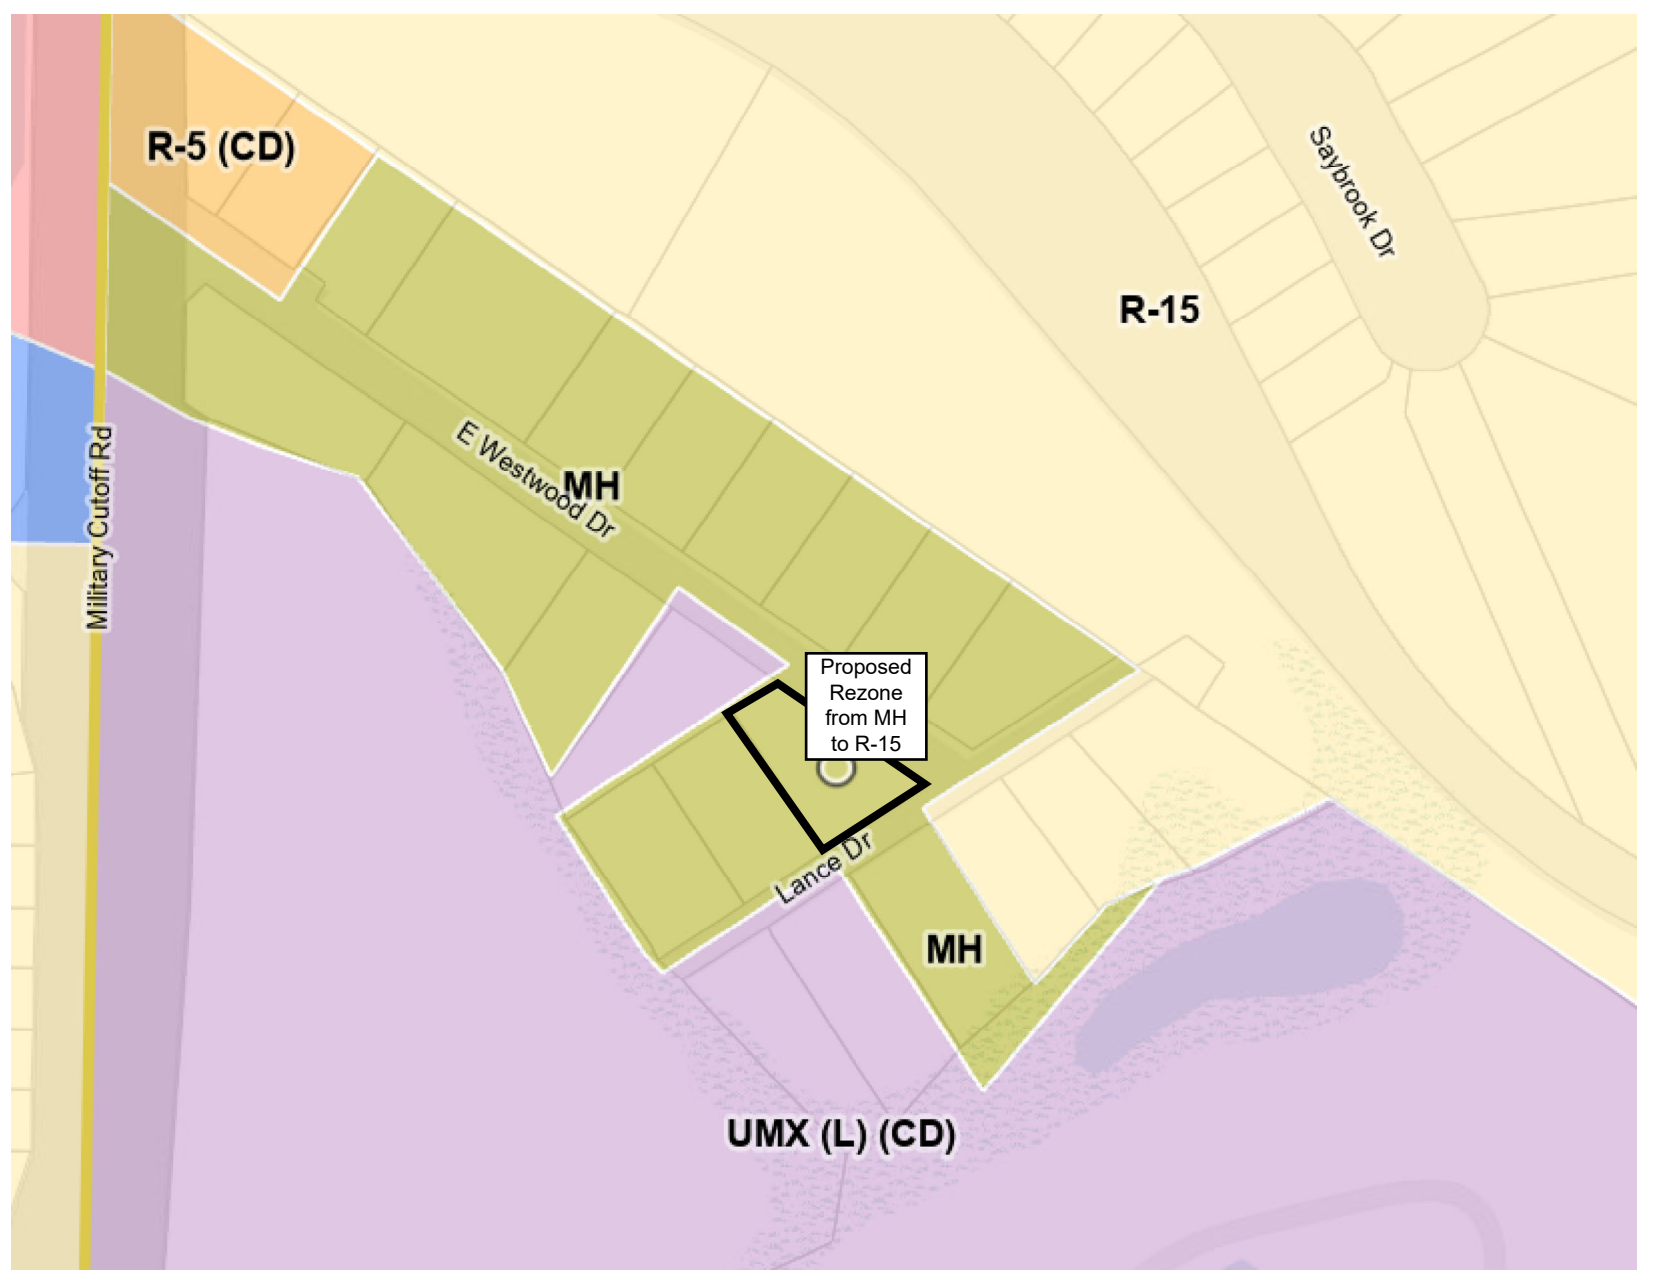 R-5 (CD)
Saybrook Dr
R-15
E Westwood Dr
MH
Military Cutoff Rd
Proposed
Rezone
from MH
to R-15
Lance Dr
MH
UMX (L) (CD)